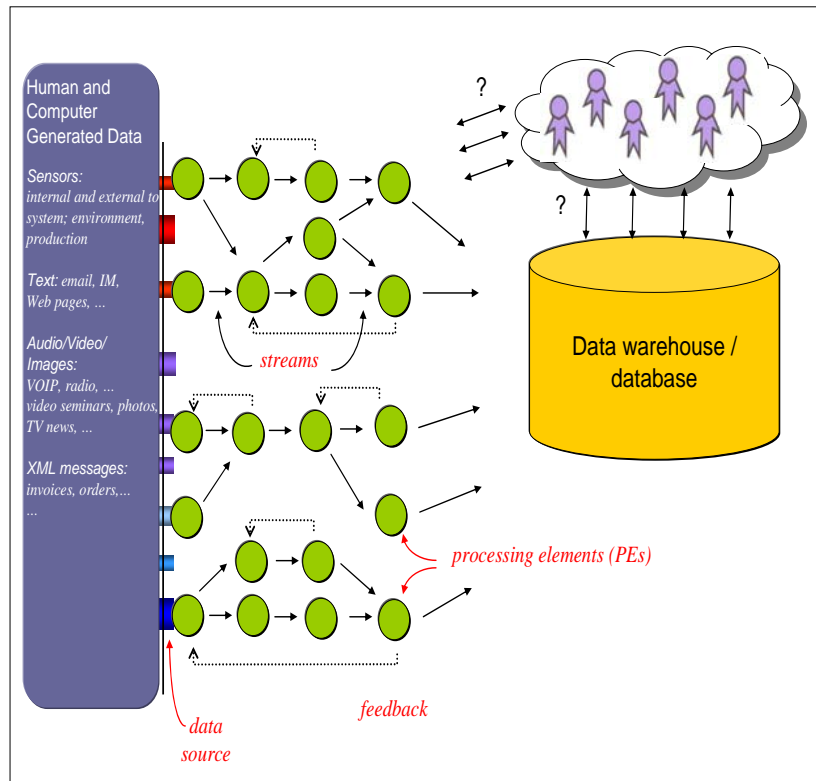 Human and
Computer
Generated Data
Sensors:
internal and external to
system; environment,
production
Text: email, IM,
Web pages, ...
Audio/Video/
Images:
VOIP, radio, ...
video seminars, photos,
TV news, ...
XML messages:
invoices, orders,...
...
streams
processing elements (PEs)
feedback
data
source
?
?
Data warehouse /
database